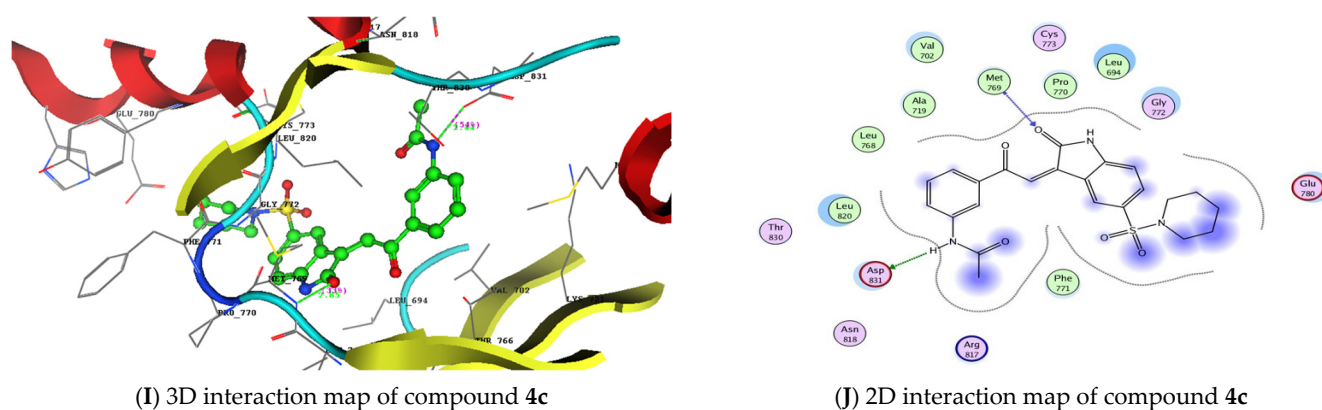 ASN_818
ASP_831
THR_830
GLU_780
CYS_773
LEU_820
GLY_772
PHE_771
MET_769
2.85
PRO_770
LEU_694
VAL_702
THR_766
Val 702
Cys 773
Leu 694
Met 769
Pro 770
Ala 719
Gly 772
Leu 768
Glu 780
Leu 820
Thr 830
Asp 831
Phe 771
Asn 818
Arg 817
O
N
H
O
N
H
O
O
S
O
N
(I) 3D interaction map of compound 4c
(J) 2D interaction map of compound 4c